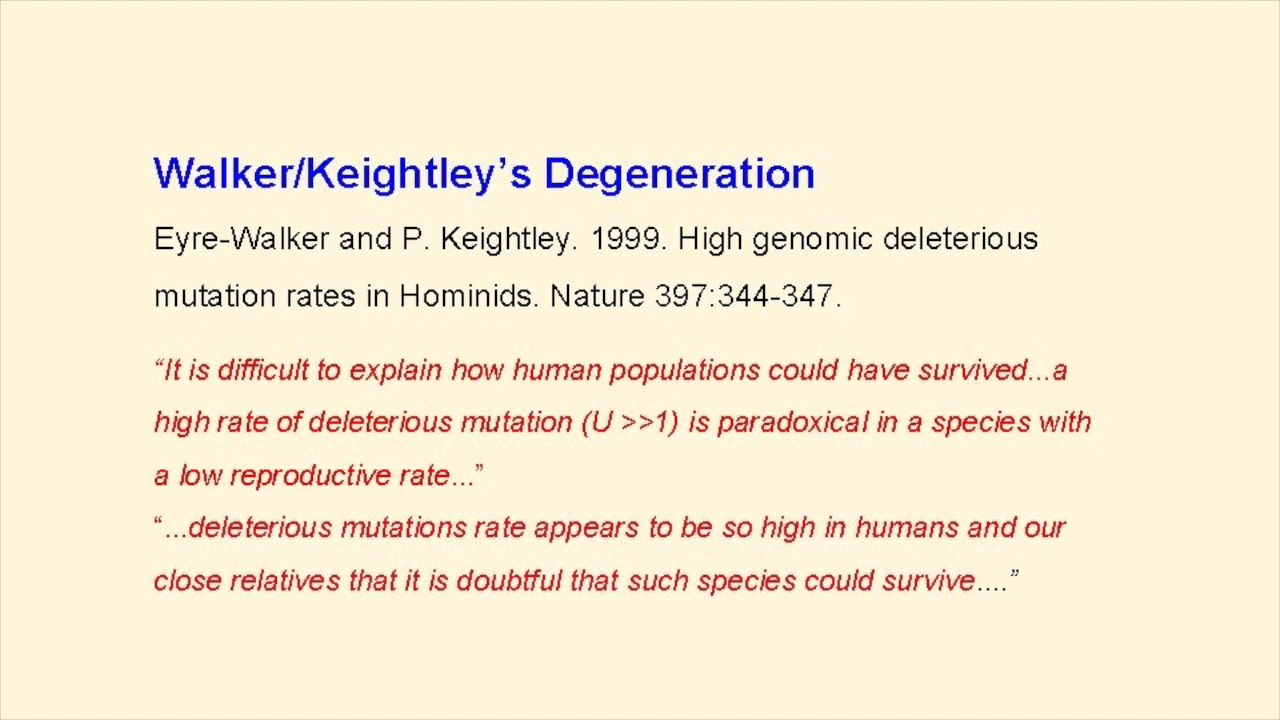 Walker/Keightley’s Degeneration
Eyre-Walker and P. Keightley. 1999. High genomic deleterious
mutation rates in Hominids. Nature 397:344-347.
“It is difficult to explain how human populations could have survived...a
high rate of deleterious mutation (U >>1) is paradoxical in a species with
a low reproductive rate...”
“...deleterious mutations rate appears to be so high in humans and our
close relatives that it is doubtful that such species could survive....”